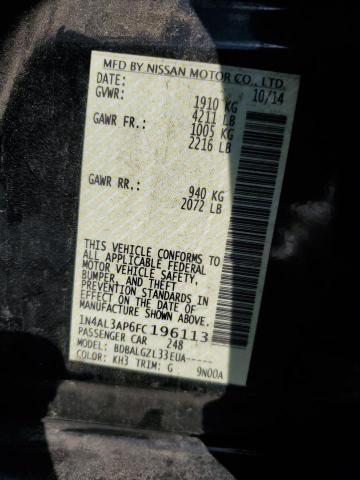 MFD BY NISSAN MOTOR CO., LTD.
DATE: 10/14
GVWR: 1910 KG
4211 LB
GAWR FR.: 1005 KG
2216 LB
GAWR RR.: 940 KG
2072 LB
THIS VEHICLE CONFORMS TO
ALL APPLICABLE FEDERAL
MOTOR VEHICLE SAFETY,
BUMPER, AND THEFT
PREVENTION STANDARDS IN
EFFECT ON THE DATE OF
MANUFACTURE SHOWN ABOVE.
1N4AL3AP6FC196113
PASSENGER CAR 248
MODEL: BDBALGZL33EUA-----
COLOR: KH3 TRIM: G 9N00A